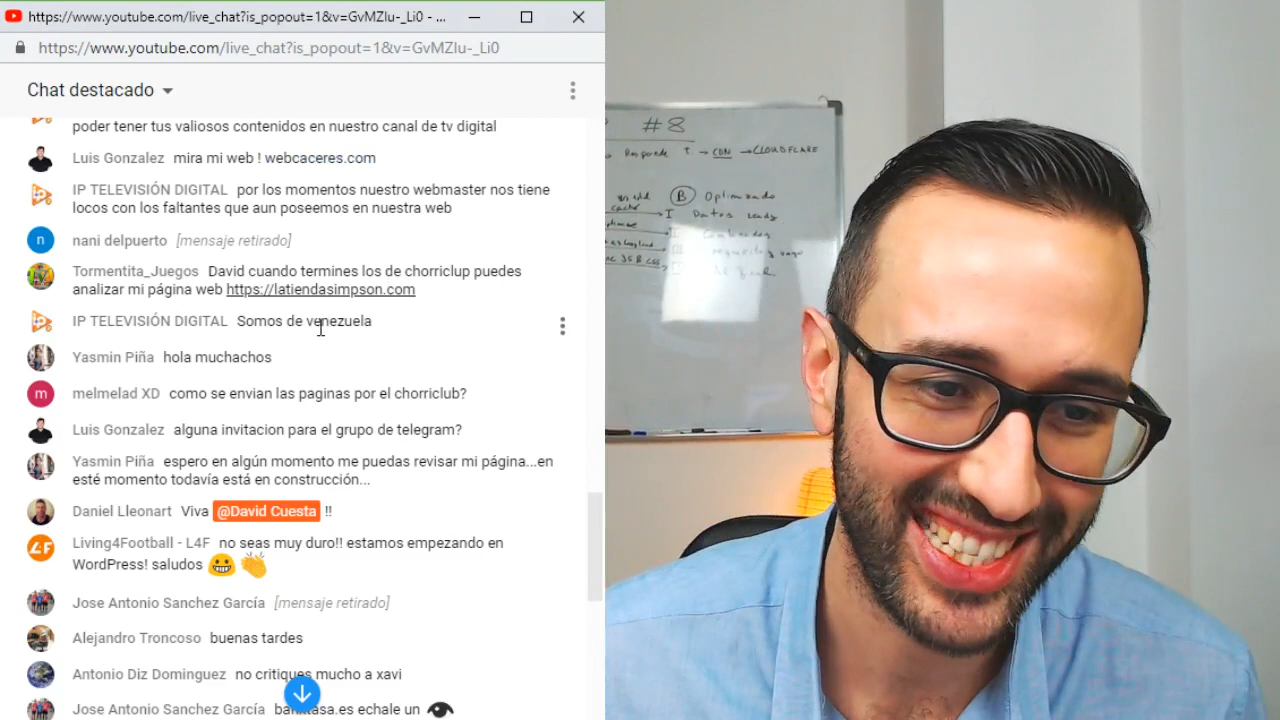 https://www.youtube.com/live_chat?is_popout=1&v=GvMZIu-_Li0 - ...
https://www.youtube.com/live_chat?is_popout=1&v=GvMZIu-_Li0
Chat destacado
poder tener tus valiosos contenidos en nuestro canal de tv digital
Luis Gonzalez mira mi web ! webcaceres.com
IP TELEVISIÓN DIGITAL por los momentos nuestro webmaster nos tiene
locos con los faltantes que aun poseemos en nuestra web
n nani delpuerto [mensaje retirado]
Tormentita_Juegos David cuando termines los de chorriclup puedes
analizar mi página web https://latiendasimpson.com
IP TELEVISIÓN DIGITAL Somos de venezuela
Yasmin Piña hola muchachos
m melmelad XD como se envian las paginas por el chorriclub?
Luis Gonzalez alguna invitacion para el grupo de telegram?
Yasmin Piña espero en algún momento me puedas revisar mi página...en
esté momento todavía está en construcción...
Daniel Lleonart Viva @David Cuesta !!
L4F Living4Football - L4F no seas muy duro!! estamos empezando en
WordPress! saludos 😀 👏
Jose Antonio Sanchez García [mensaje retirado]
Alejandro Troncoso buenas tardes
Antonio Diz Dominguez no critiques mucho a xavi
Jose Antonio Sanchez García echale un 👁
#8
Responde T. → CDN → CLOUDFLARE
B Optimizado
cache
I Datos